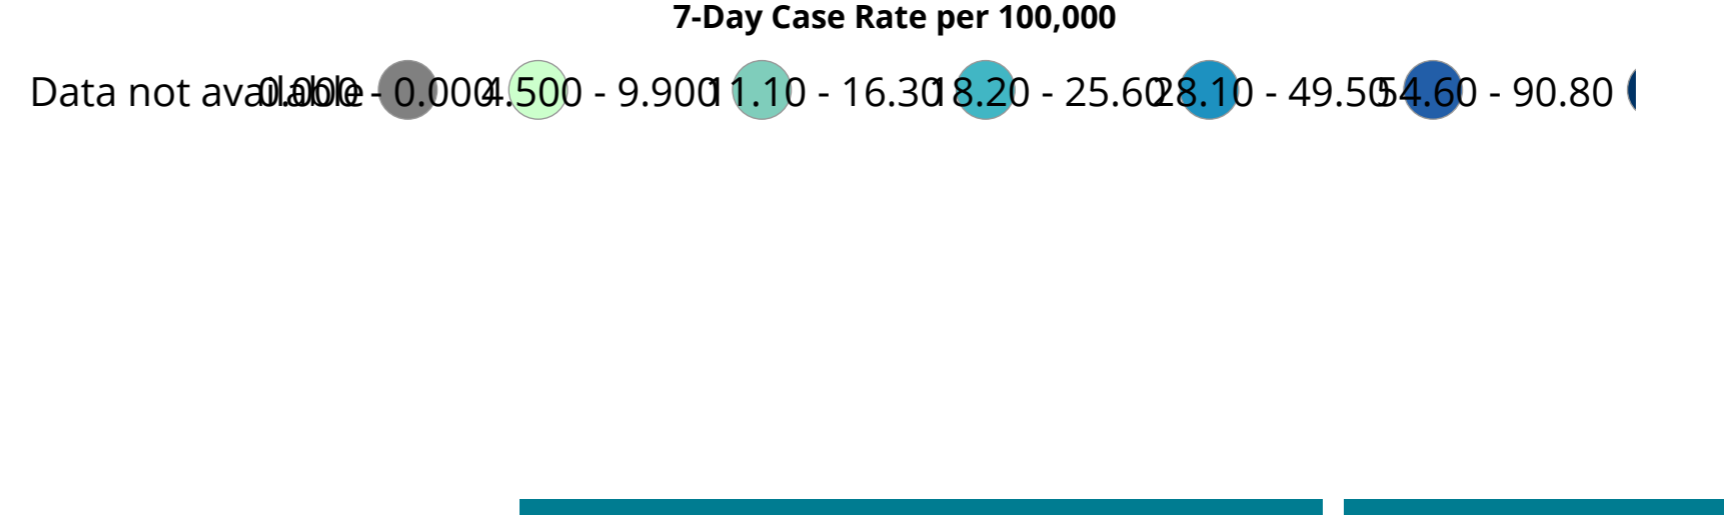 7-Day Case Rate per 100,000
Data not available 0.000 - 0.000 4.500 - 9.900 11.10 - 16.30 18.20 - 25.60 28.10 - 49.50 54.60 - 90.80